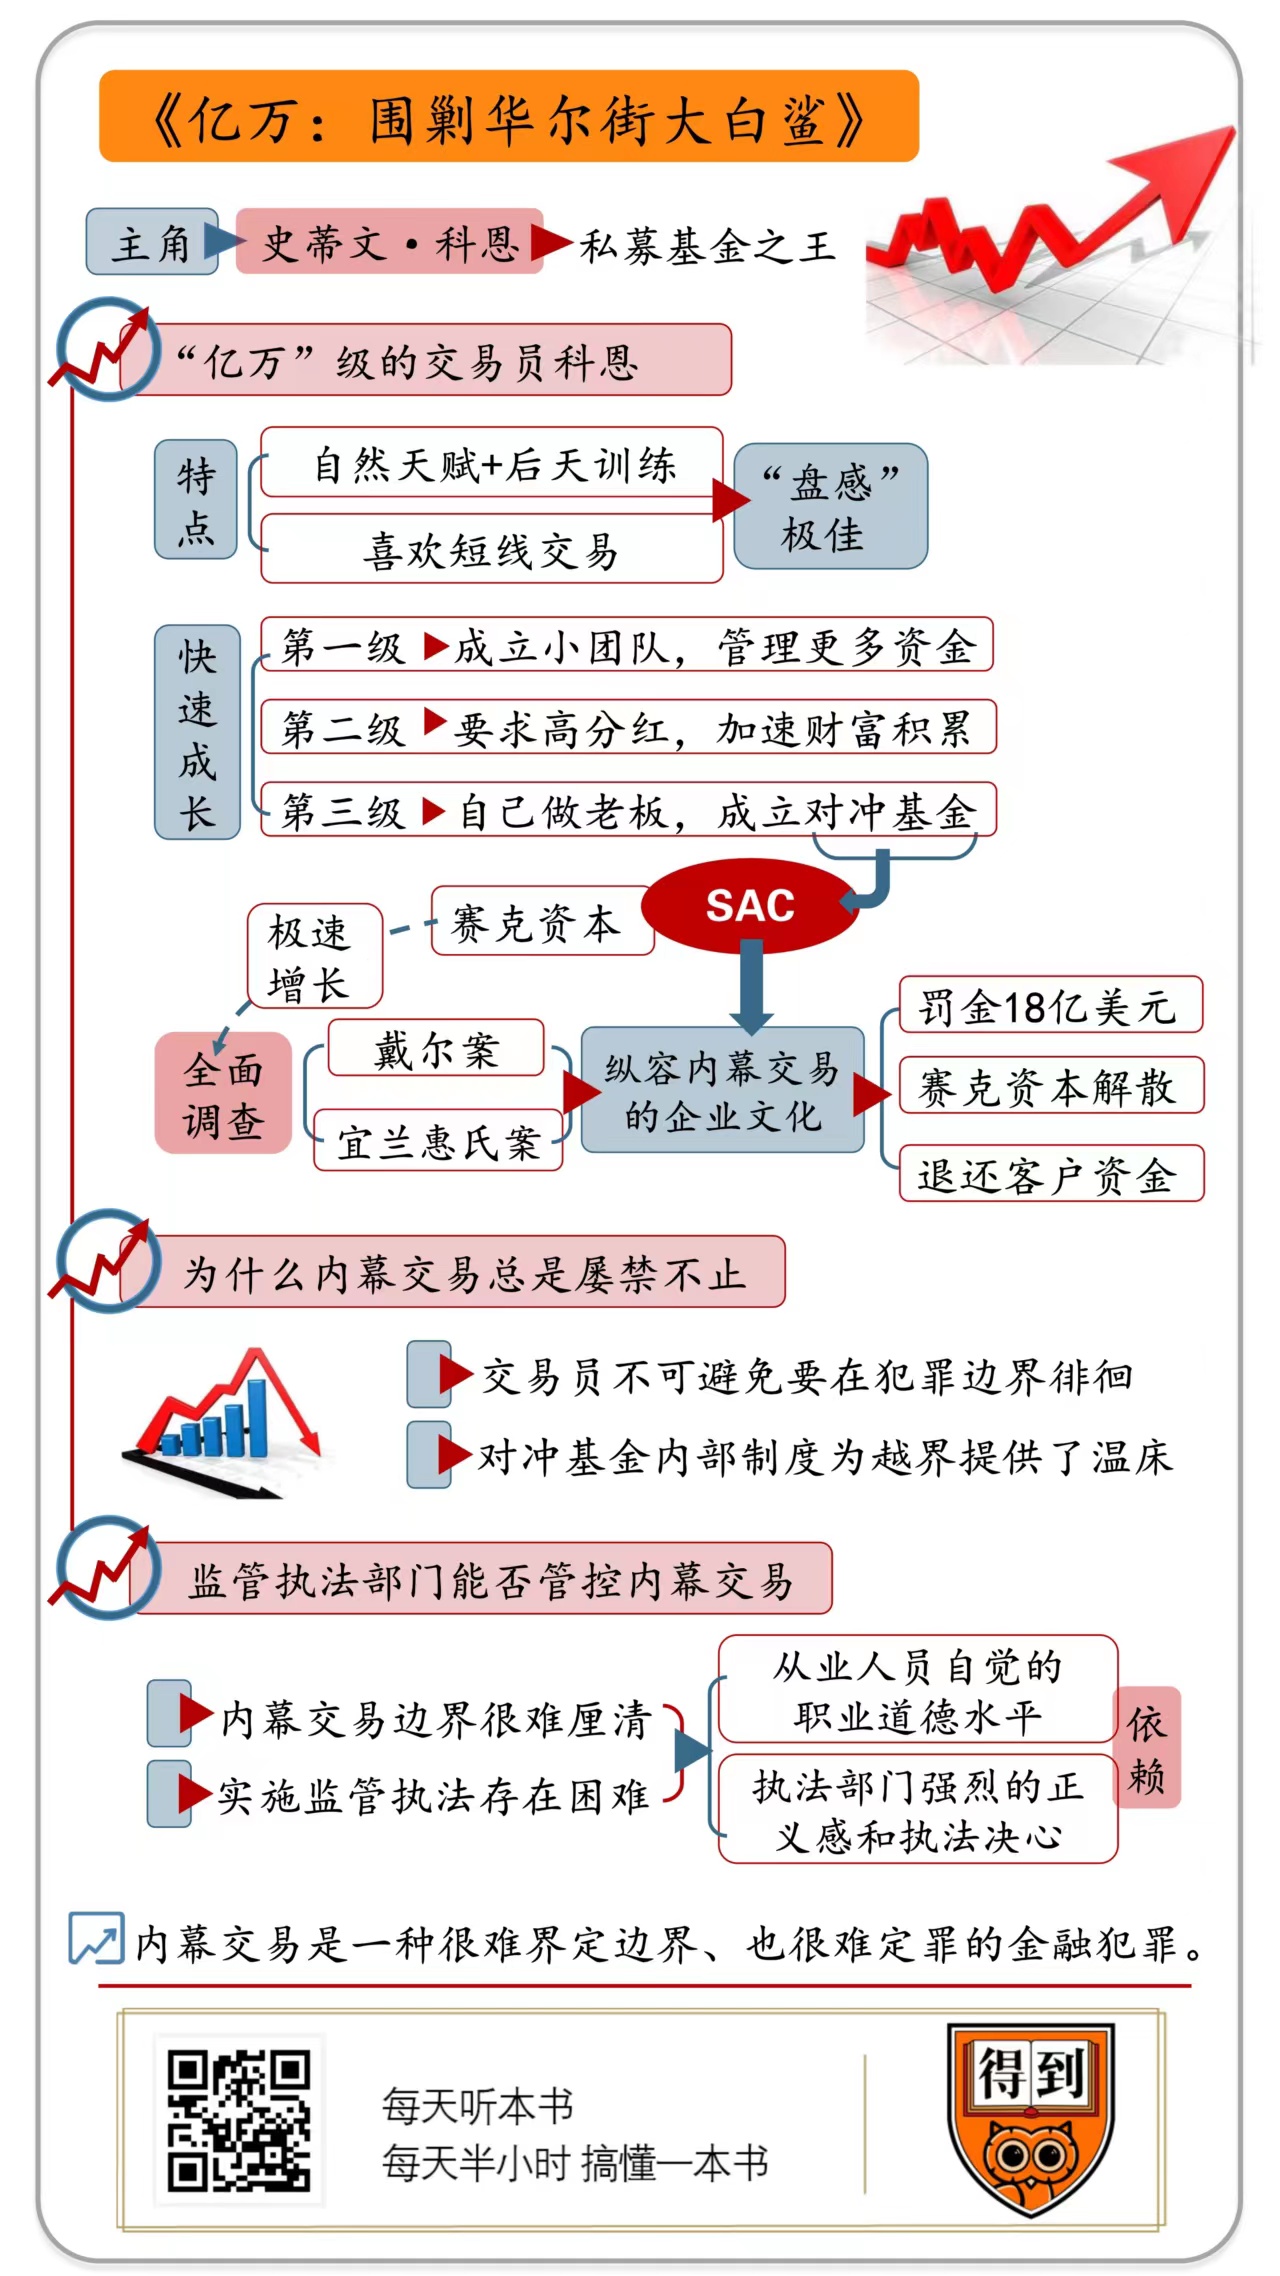 《亿万：围剿华尔街大白鲨》
主角 史蒂文·科恩 私募基金之王
“亿万”级的交易员科恩
特点
自然天赋+后天训练
喜欢短线交易
“盘感”
极佳
快速成长
第一级 成立小团队，管理更多资金
第二级 要求高分红，加速财富积累
第三级 自己做老板，成立对冲基金
SAC
赛克资本
极速
增长
全面
调查
戴尔案
宜兰惠氏案
纵容内幕交易
的企业文化
罚金18亿美元
赛克资本解散
退还客户资金
为什么内幕交易总是屡禁不止
交易员不可避免要在犯罪边界徘徊
对冲基金内部制度为越界提供了温床
监管执法部门能否管控内幕交易
内幕交易边界很难厘清
实施监管执法存在困难
从业人员自觉的
职业道德水平
执法部门强烈的正
义感和执法决心
依赖
内幕交易是一种很难界定边界、也很难定罪的金融犯罪。
每天听本书
每天半小时 搞懂一本书
得到